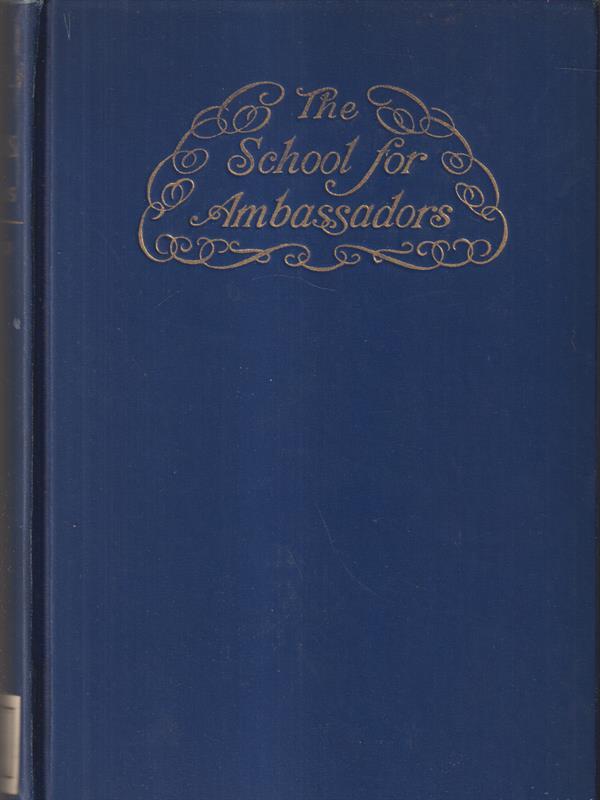 The
School for
Ambassadors